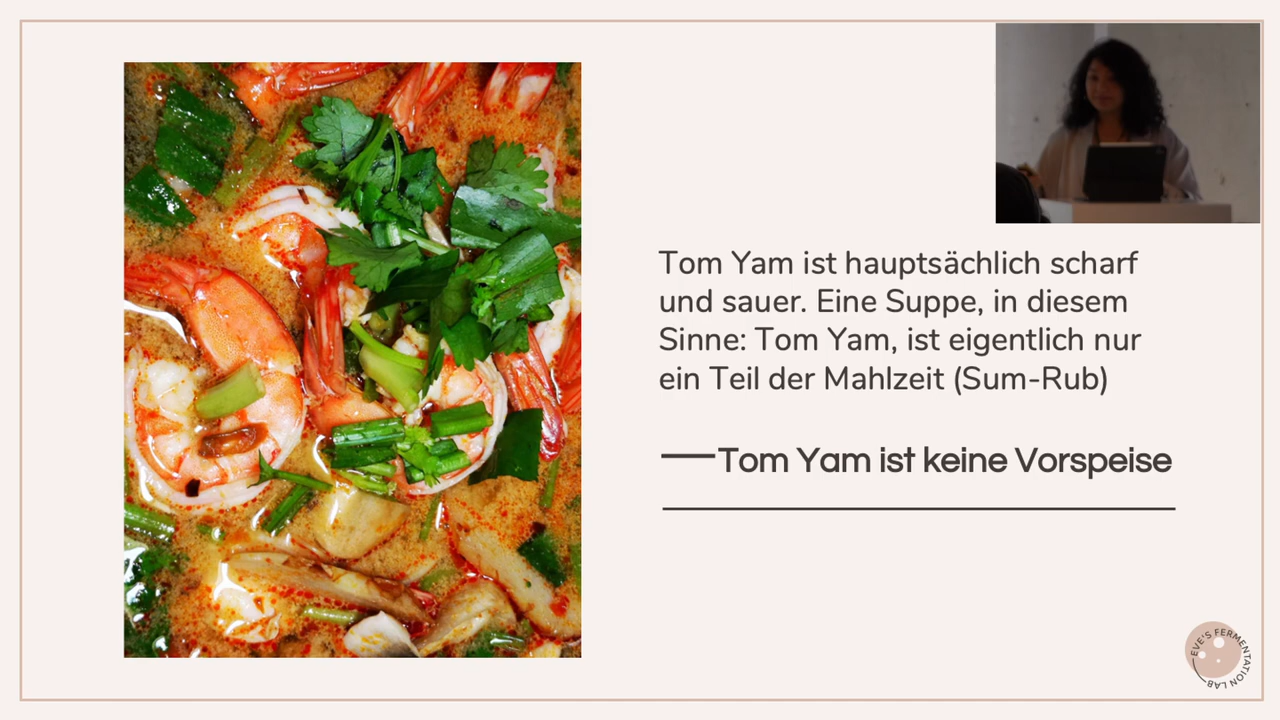 Tom Yam ist hauptsächlich scharf
und sauer. Eine Suppe, in diesem
Sinne: Tom Yam, ist eigentlich nur
ein Teil der Mahlzeit (Sum-Rub)
—Tom Yam ist keine Vorspeise
EVE'S FERMENTATION LAB